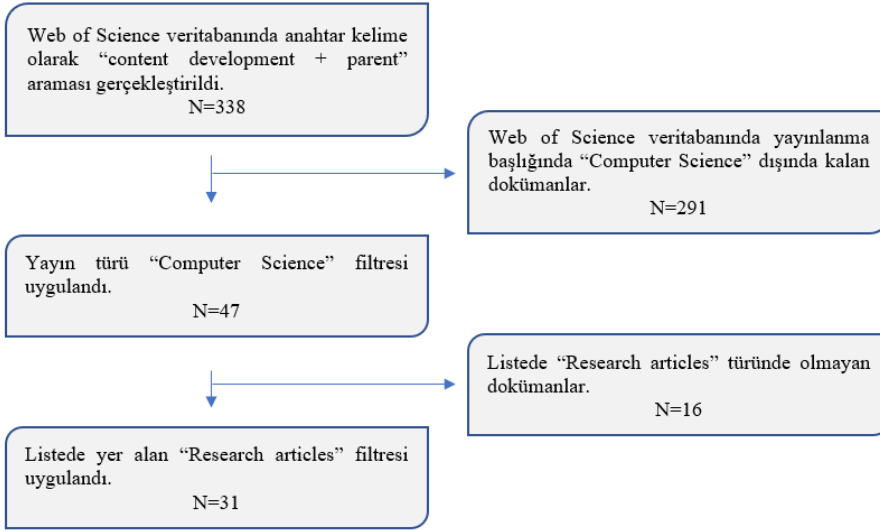 Web of Science veritabanında anahtar kelime
olarak “content development + parent”
araması gerçekleştirildi.
N=338
Web of Science veritabanında yayınlanma
başlığında “Computer Science” dışında kalan
dokümanlar.
N=291
Yayın türü “Computer Science” filtresi
uygulandı.
N=47
Listede “Research articles” türünde olmayan
dokümanlar.
N=16
Listede yer alan “Research articles” filtresi
uygulandı.
N=31